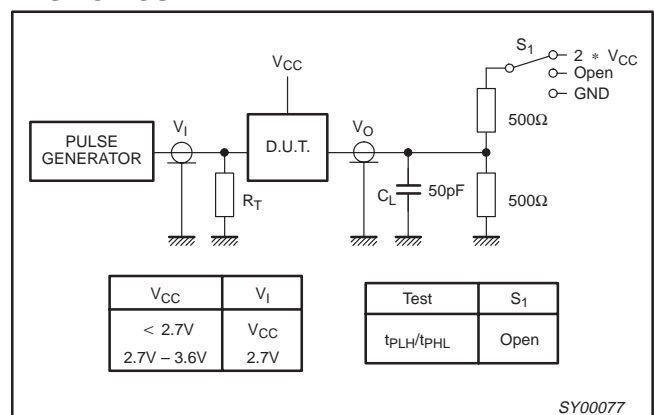 S1
2 * VCC
Open
GND
VCC
500Ω
PULSE
GENERATOR
VI
D.U.T.
VO
RT
CL
50pF
500Ω
VCC VI
< 2.7V VCC
2.7V – 3.6V 2.7V
Test S1
tPLH/tPHL Open
SY00077